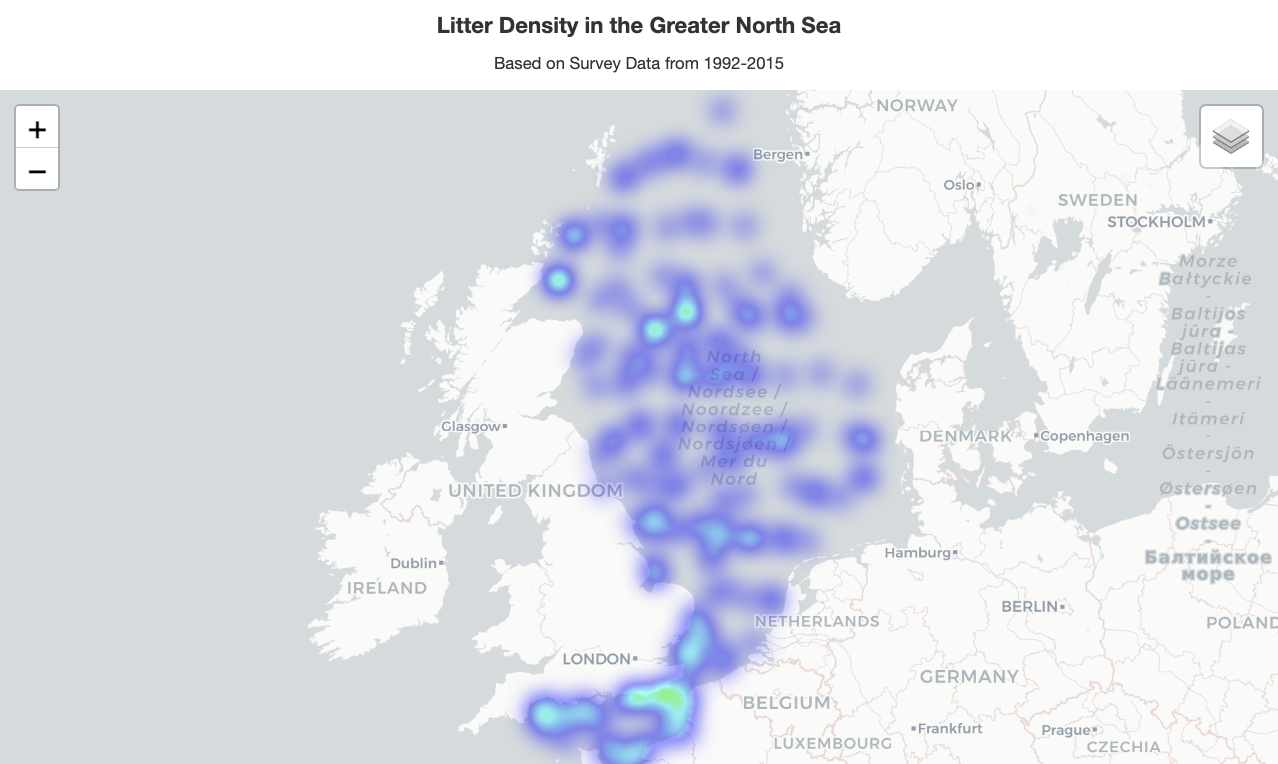 Litter Density in the Greater North Sea
Based on Survey Data from 1992-2015
+
−
NORWAY
Bergen
Oslo
SWEDEN
STOCKHOLM
Morze
Bałtyckie
-
Baltijos
jūra -
Baltijas
jūra -
Läänemeri
-
Itämeri
-
Östersjön
-
Østersøen
-
Ostsee
-
Балтийское
море
North
Sea /
Nordsee /
Noordzee /
Nordsøen /
Nordsjøen /
Mer du
Nord
Glasgow
DENMARK
Copenhagen
UNITED KINGDOM
Dublin
IRELAND
Hamburg
BERLIN
NETHERLANDS
POLAND
LONDON
GERMANY
BELGIUM
Frankfurt
Prague
LUXEMBOURG
CZECHIA